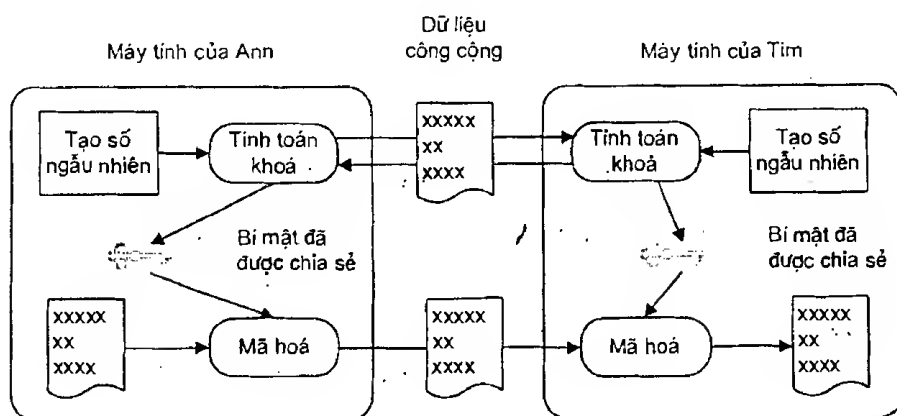 Máy tính của Ann
Dữ liệu
công cộng
Máy tính của Tim
Tạo số
ngẫu nhiên
Tính toán
khoá
xxxxx
xx
xxxx
Tính toán
khoá
Tạo số
ngẫu nhiên
Bí mật đã
được chia sẻ
Bí mật đã
được chia sẻ
xxxxx
xx
xxxx
Mã hoá
xxxxx
xx
xxxx
Mã hoá
xxxxx
xx
xxxx